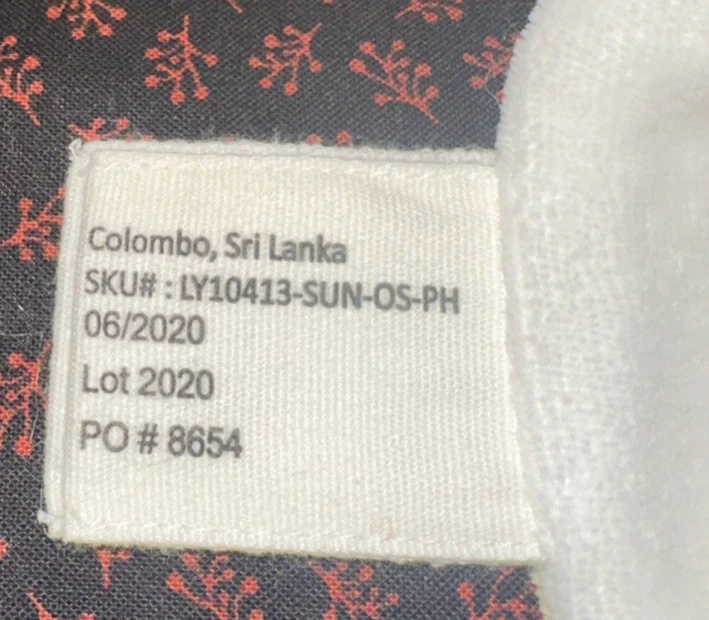 Colombo, Sri Lanka
SKU# : LY10413-SUN-OS-PH
06/2020
Lot 2020
PO # 8654